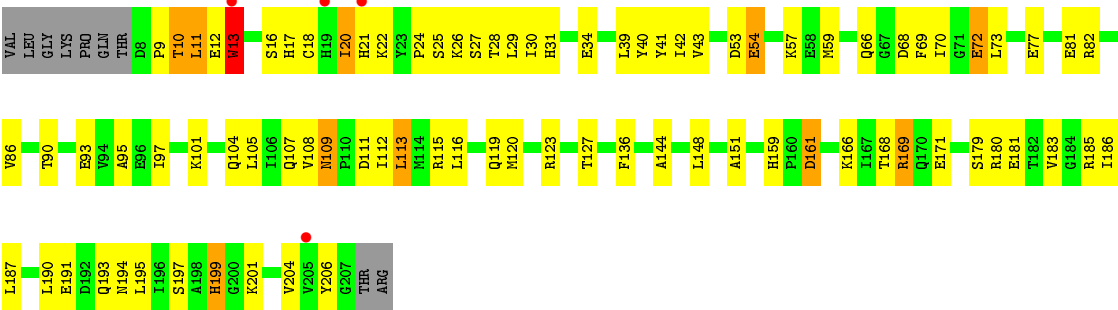 VAL LEU GLY LYS PRO GLN THR D8 P9 T10 L11 E12 W13 S16 H17 C18 H19 I20 H21 K22 Y23 P24 S25 K26 S27 T28 L29 I30 H31 E34 L39 Y40 Y41 I42 V43 D53 E54 K57 E58 M59 Q66 G67 D68 F69 I70 G71 E72 L73 E77 E81 R82
V86 T90 E93 V94 A95 E96 I97 K101 Q104 L105 I106 Q107 V108 N109 P110 D111 I112 L113 M114 R115 L116 Q119 M120 R123 T127 F136 A144 L148 A151 H159 P160 D161 K166 I167 T168 R169 Q170 E171 S179 R180 E181 T182 V183 G184 R185 I186
L187 L190 E191 D192 Q193 N194 L195 I196 S197 A198 H199 G200 K201 V204 V205 Y206 G207 THR ARG